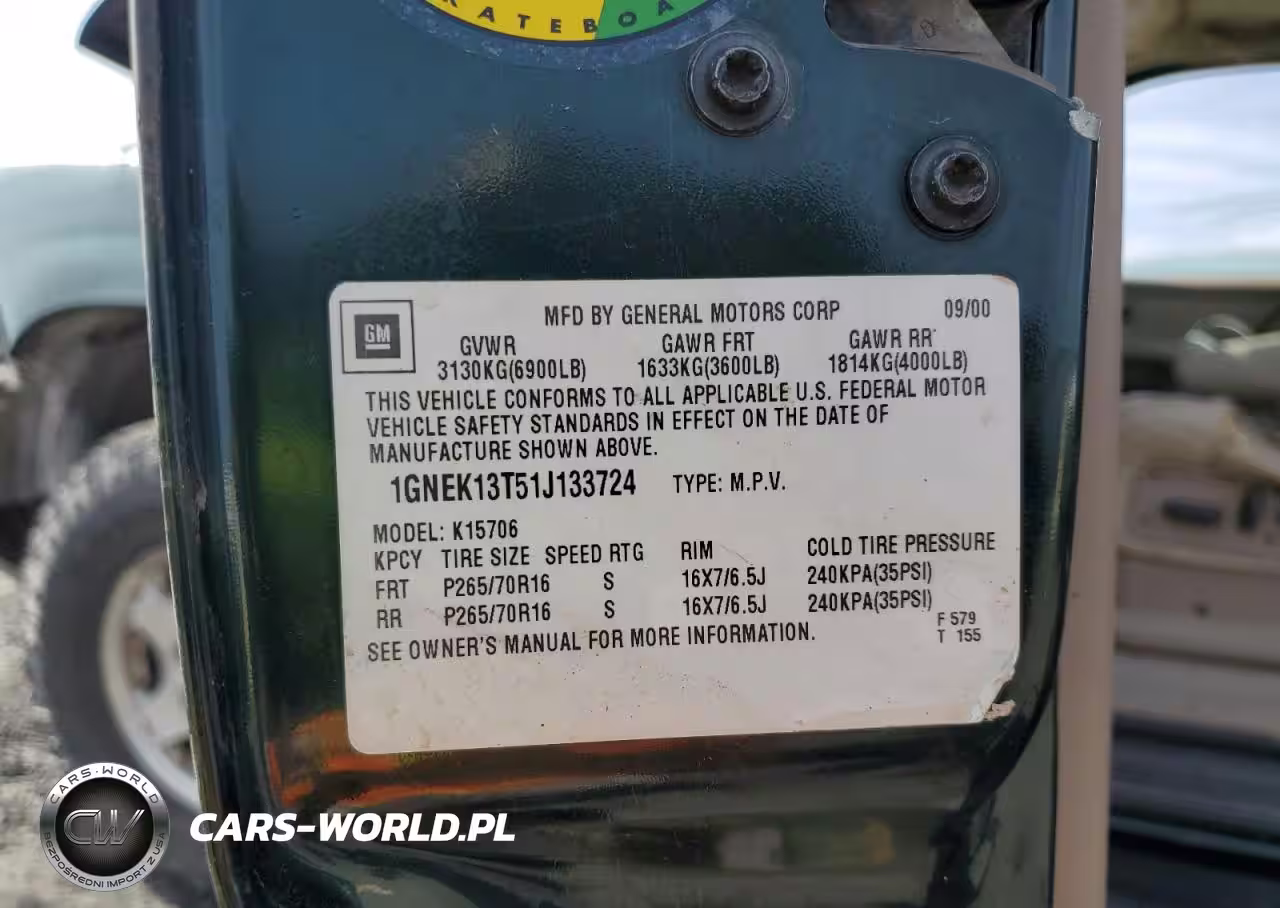 KATEBOA
GM
MFD BY GENERAL MOTORS CORP 09/00
GVWR GAWR FRT GAWR RR
3130KG(6900LB) 1633KG(3600LB) 1814KG(4000LB)
THIS VEHICLE CONFORMS TO ALL APPLICABLE U.S. FEDERAL MOTOR
VEHICLE SAFETY STANDARDS IN EFFECT ON THE DATE OF
MANUFACTURE SHOWN ABOVE.
1GNEK13T51J133724 TYPE: M.P.V.
MODEL: K15706
KPCY TIRE SIZE SPEED RTG RIM COLD TIRE PRESSURE
FRT P265/70R16 S 16X7/6.5J 240KPA(35PSI)
RR P265/70R16 S 16X7/6.5J 240KPA(35PSI)
F 579
T 155
SEE OWNER'S MANUAL FOR MORE INFORMATION.
CARS-WORLD
CW
BEZPOŚREDNI IMPORT Z USA
CARS-WORLD.PL